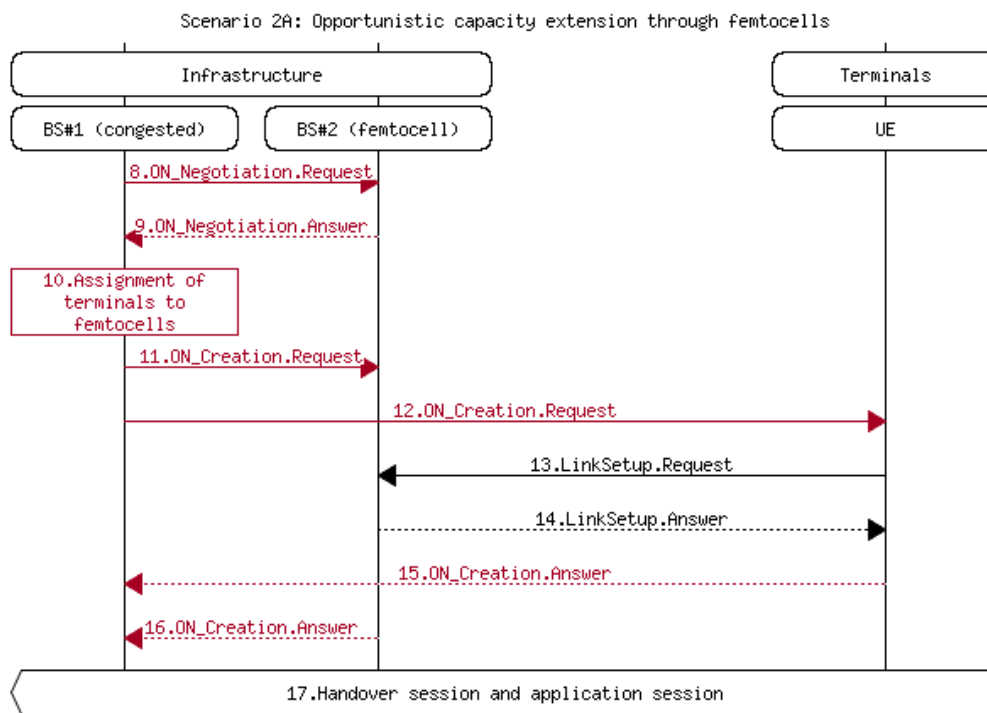 Scenario 2A: Opportunistic capacity extension through femtocells
Infrastructure
Terminals
BS#1 (congested)
BS#2 (femtocell)
UE
8.ON_Negotiation.Request
9.ON_Negotiation.Answer
10.Assignment of
terminals to
femtocells
11.ON_Creation.Request
12.ON_Creation.Request
13.LinkSetup.Request
14.LinkSetup.Answer
15.ON_Creation.Answer
16.ON_Creation.Answer
17.Handover session and application session